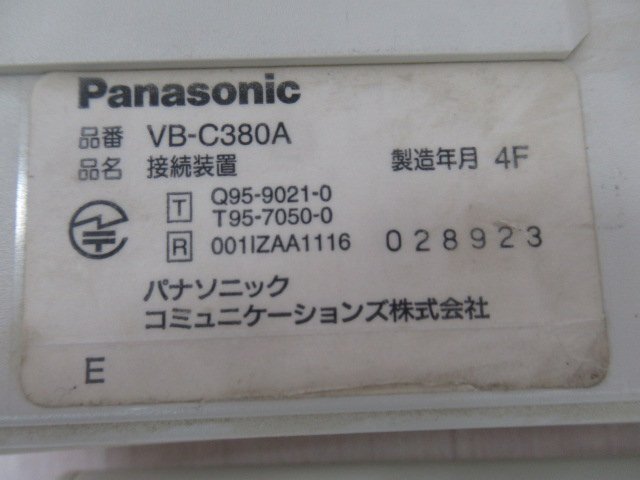 Panasonic
品番 VB-C380A
品名 接続装置 製造年月 4F
T Q95-9021-0
T95-7050-0
R 001IZAA1116 028923
パナソニック
コミュニケーションズ株式会社
E